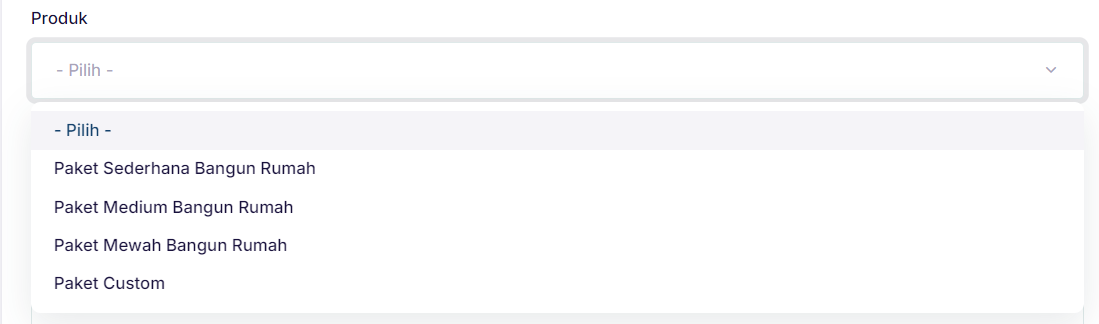 Produk
- Pilih -
- Pilih -
Paket Sederhana Bangun Rumah
Paket Medium Bangun Rumah
Paket Mewah Bangun Rumah
Paket Custom